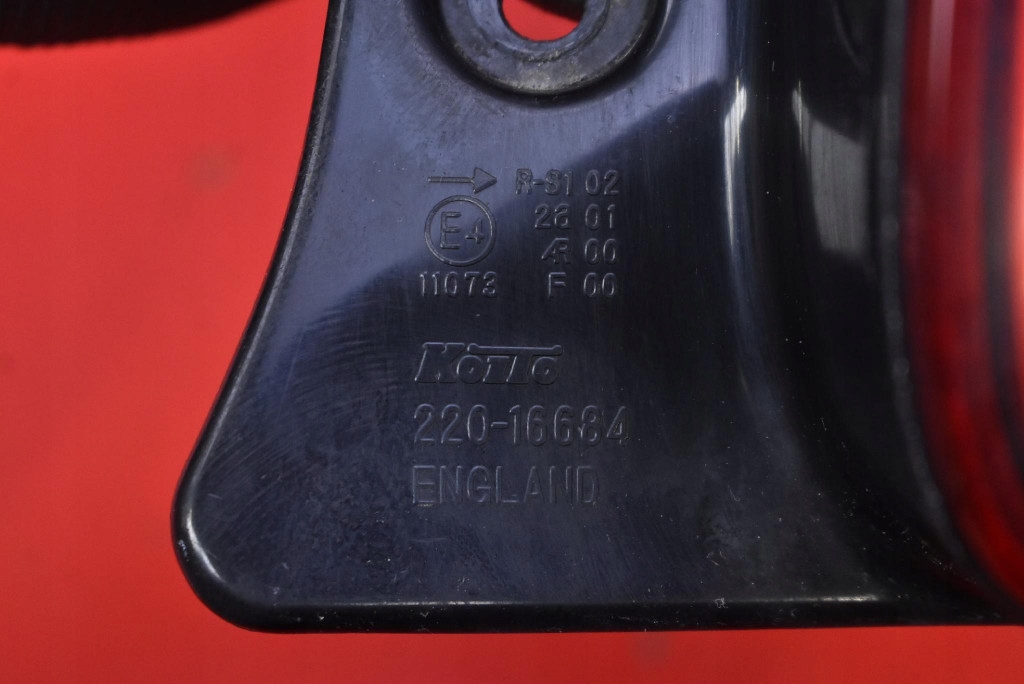 → R-S1 02
E4 2a 01
AR 00
11073 F 00
KOITO
220-16684
ENGLAND